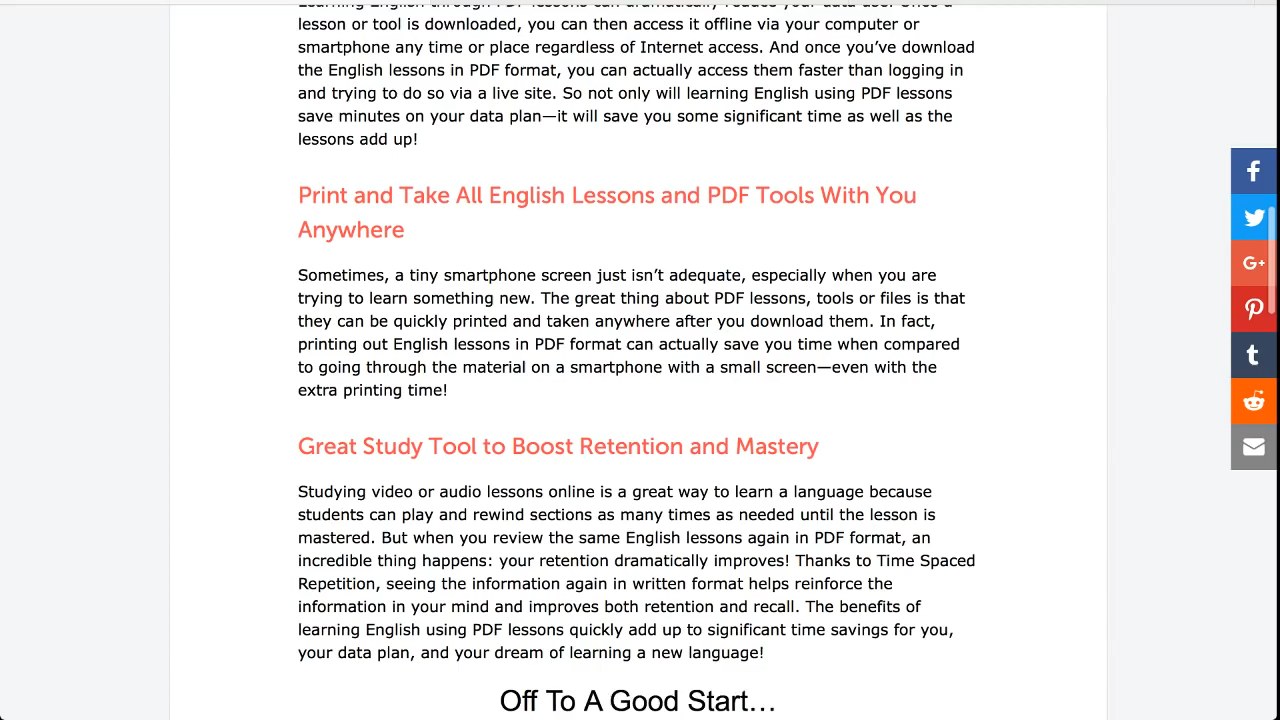 Learning English through PDF lessons can dramatically reduce your data use. Once a
lesson or tool is downloaded, you can then access it offline via your computer or
smartphone any time or place regardless of Internet access. And once you’ve download
the English lessons in PDF format, you can actually access them faster than logging in
and trying to do so via a live site. So not only will learning English using PDF lessons
save minutes on your data plan—it will save you some significant time as well as the
lessons add up!
Print and Take All English Lessons and PDF Tools With You
Anywhere
Sometimes, a tiny smartphone screen just isn’t adequate, especially when you are
trying to learn something new. The great thing about PDF lessons, tools or files is that
they can be quickly printed and taken anywhere after you download them. In fact,
printing out English lessons in PDF format can actually save you time when compared
to going through the material on a smartphone with a small screen—even with the
extra printing time!
Great Study Tool to Boost Retention and Mastery
Studying video or audio lessons online is a great way to learn a language because
students can play and rewind sections as many times as needed until the lesson is
mastered. But when you review the same English lessons again in PDF format, an
incredible thing happens: your retention dramatically improves! Thanks to Time Spaced
Repetition, seeing the information again in written format helps reinforce the
information in your mind and improves both retention and recall. The benefits of
learning English using PDF lessons quickly add up to significant time savings for you,
your data plan, and your dream of learning a new language!
Off To A Good Start…
f
G+
t